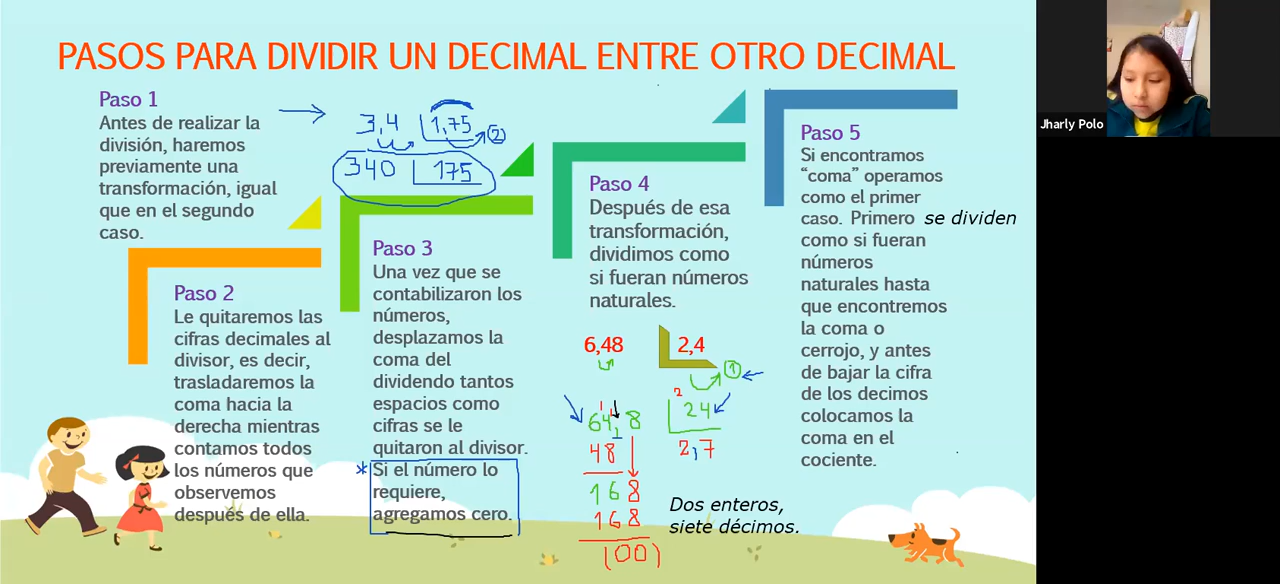 PASOS PARA DIVIDIR UN DECIMAL ENTRE OTRO DECIMAL
Paso 1
Antes de realizar la
división, haremos
previamente una
transformación, igual
que en el segundo
caso.
3,4 1,75
(2)
340 175
Paso 2
Le quitaremos las
cifras decimales al
divisor, es decir,
trasladaremos la
coma hacia la
derecha mientras
contamos todos
los números que
observemos
después de ella.
Paso 3
Una vez que se
contabilizaron los
números,
desplazamos la
coma del
dividendo tantos
espacios como
cifras se le
quitaron al divisor.
* Si el número lo
requiere,
agregamos cero.
Paso 4
Después de esa
transformación,
dividimos como
si fueran números
naturales.
6,48 2,4
(1)
2
64,8 24
48 2,7
168
168
(00)
Dos enteros,
siete décimos.
Paso 5
Si encontramos
“coma” operamos
como el primer
caso. Primero se dividen
como si fueran
números
naturales hasta
que encontremos
la coma o
cerrojo, y antes
de bajar la cifra
de los decimos
colocamos la
coma en el
cociente.
Jharly Polo